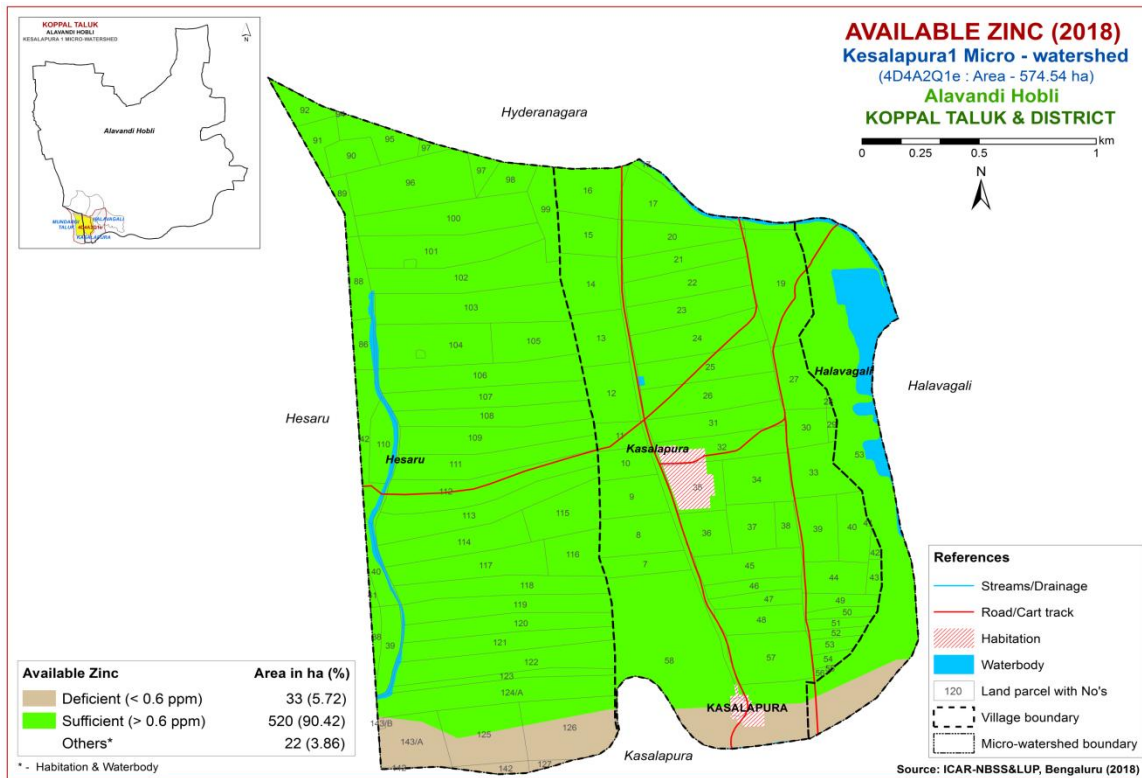 KOPPAL TALUK
ALAVANDI HOBLI
KESALAPURA 1 MICRO-WATERSHED
N
Alavandi Hobli
MUNDARGI
TALUK
HALAVAGALI
4D4A2Q1e
KASALAPURA
AVAILABLE ZINC (2018)
Kesalapura1 Micro - watershed
(4D4A2Q1e : Area - 574.54 ha)
Alavandi Hobli
KOPPAL TALUK & DISTRICT
km
0 0.25 0.5 1
N
Hyderanagara
92
91
90
95
97
97
98
96
89
99
16
17
100
15
20
101
21
88
102
22
19
14
103
23
86
104
105
13
24
25
106
27
Halavagali
Halavagali
107
12
26
108
Hesaru
110
109
11
31
30
29
Hesaru
111
Kasalapura
32
53
10
112
35
34
33
9
113
115
114
8
36
37
38
39
40
116
42
117
7
45
44
43
118
46
119
47
49
120
48
50
51
39
121
52
53
122
58
57
54
123
124/A
KASALAPURA
143/B
125
126
143/A
142
127
Kasalapura
Available Zinc Area in ha (%)
Deficient (< 0.6 ppm) 33 (5.72)
Sufficient (> 0.6 ppm) 520 (90.42)
Others* 22 (3.86)
* - Habitation & Waterbody
References
Streams/Drainage
Road/Cart track
Habitation
Waterbody
120 Land parcel with No's
Village boundary
Micro-watershed boundary
Source: ICAR-NBSS&LUP, Bengaluru (2018)